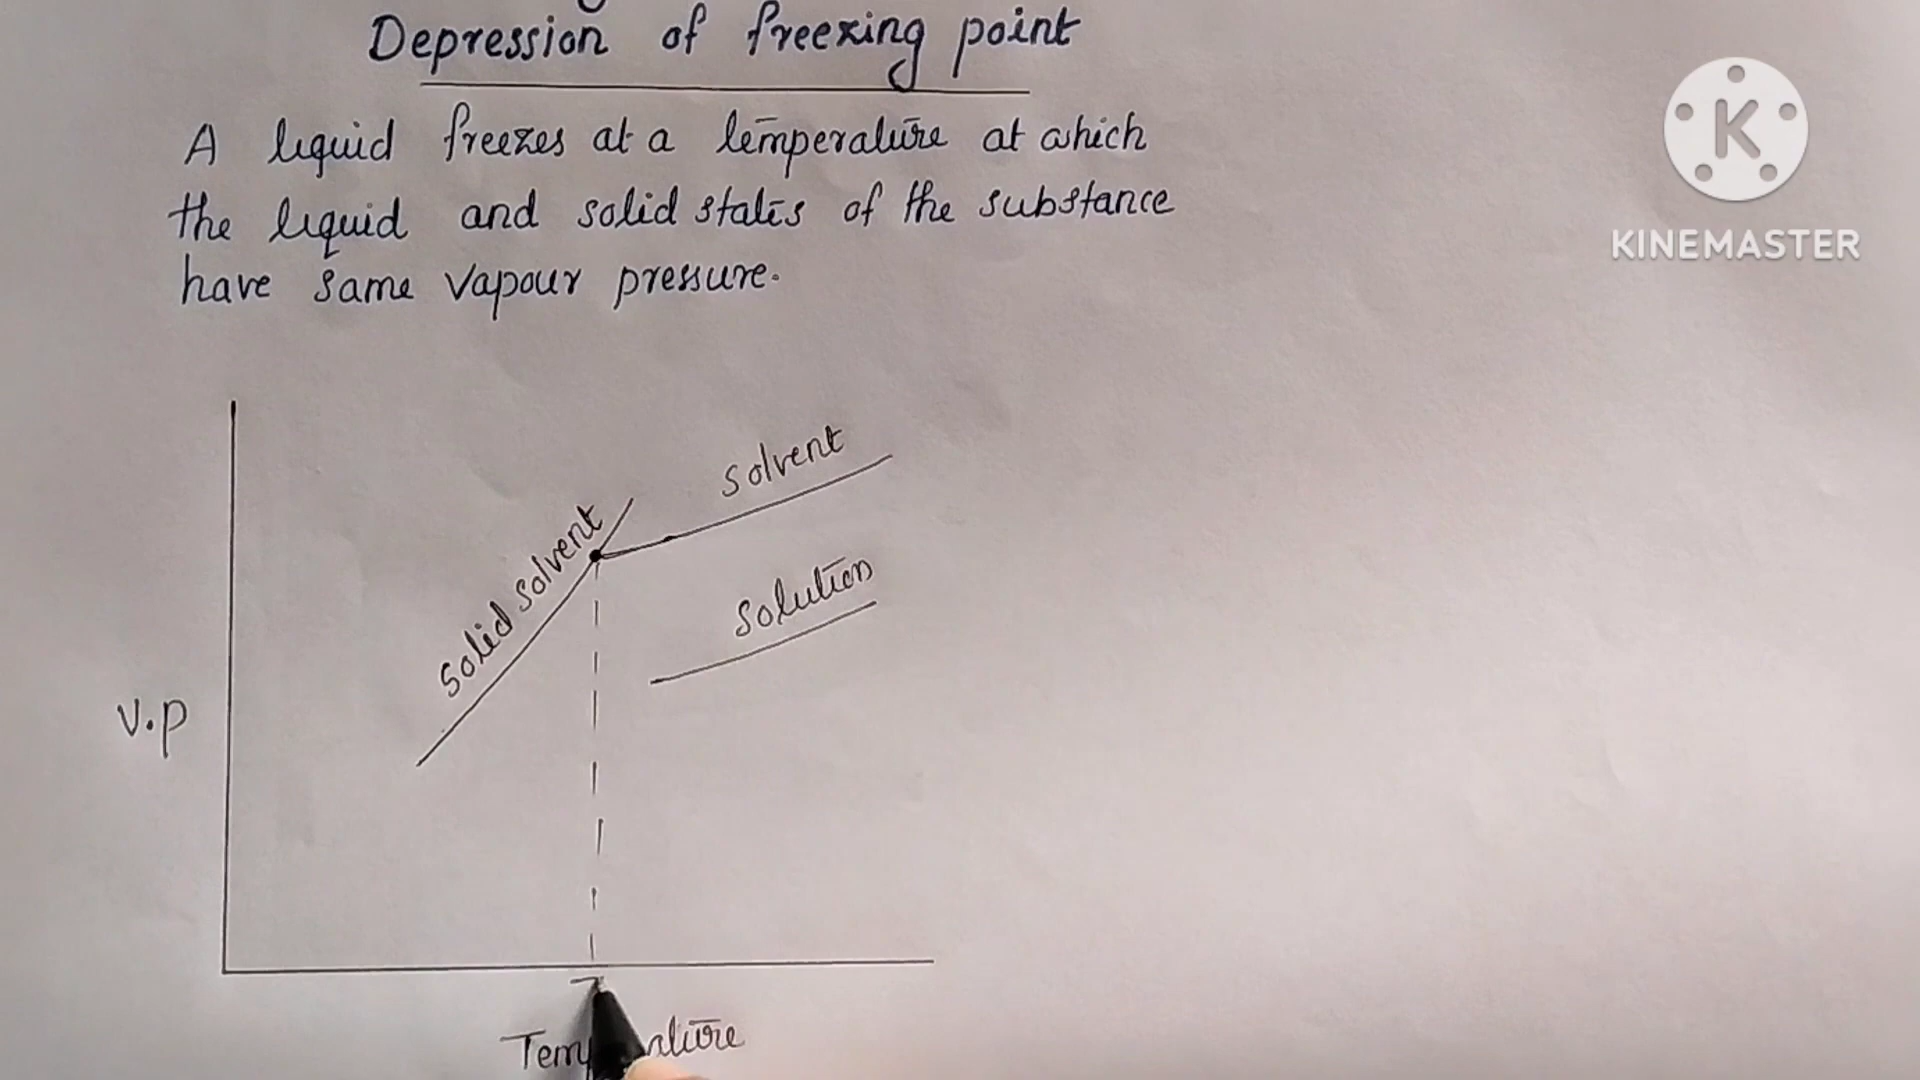 Depression of freezing point
A liquid freezes at a temperature at which
the liquid and solid states of the substance
have same vapour pressure.
K
KINEMASTER
solvent
solid solvent
solution
V.P